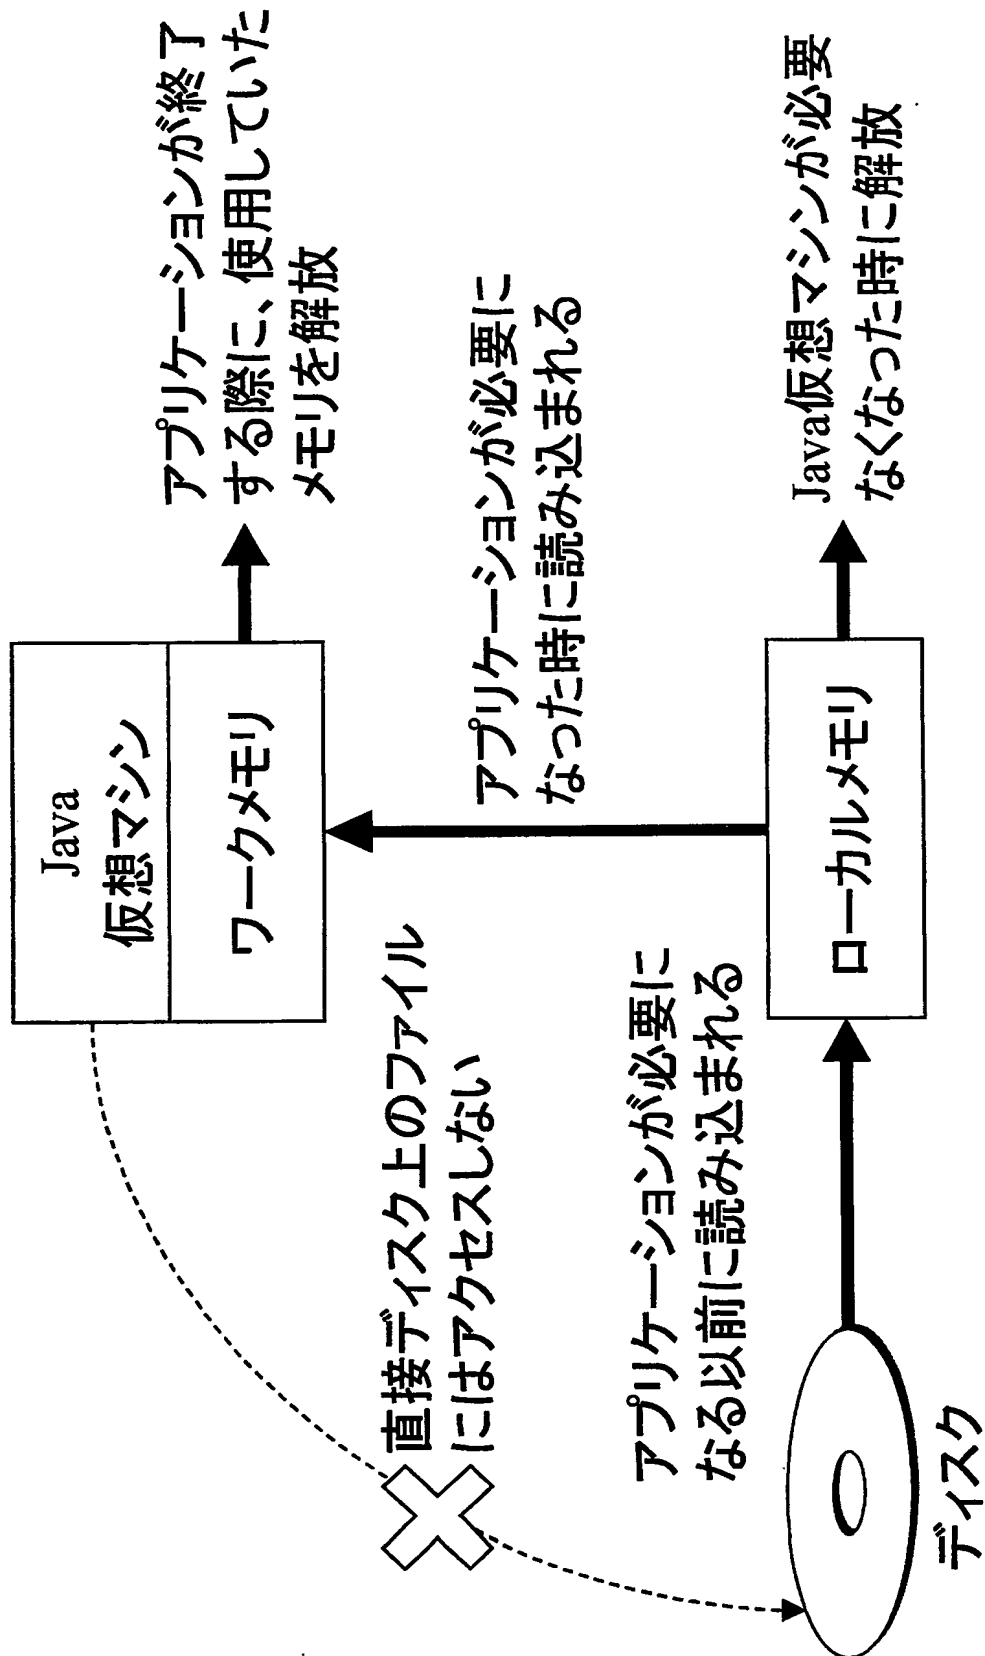 Java
仮想マシン
ワークメモリ
アプリケーションが終了
する際に、使用していた
メモリを解放
直接ディスク上のファイル
にはアクセスしない
アプリケーションが必要に
なった時に読み込まれる
アプリケーションが必要に
なる以前に読み込まれる
ディスク
ローカルメモリ
Java仮想マシンが必要
なくなった時に解放